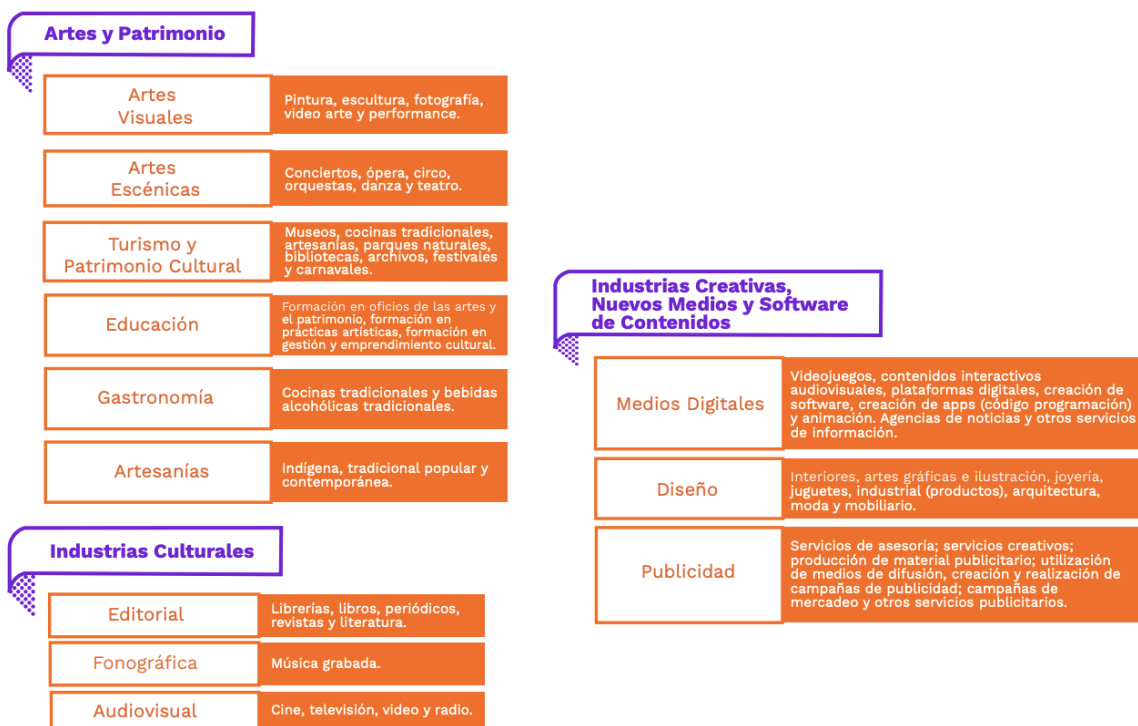 Artes y Patrimonio
Artes
Visuales
Pintura, escultura, fotografía,
video arte y performance.
Artes
Escénicas
Conciertos, ópera, circo,
orquestas, danza y teatro.
Turismo y
Patrimonio Cultural
Museos, cocinas tradicionales,
artesanías, parques naturales,
bibliotecas, archivos, festivales
y carnavales.
Educación
Formación en oficios de las artes y
el patrimonio, formación en
prácticas artísticas, formación en
gestión y emprendimiento cultural.
Gastronomía
Cocinas tradicionales y bebidas
alcohólicas tradicionales.
Artesanías
Indígena, tradicional popular y
contemporánea.
Industrias Culturales
Editorial
Librerías, libros, periódicos,
revistas y literatura.
Fonográfica
Música grabada.
Audiovisual
Cine, televisión, video y radio.
Industrias Creativas,
Nuevos Medios y Software
de Contenidos
Medios Digitales
Videojuegos, contenidos interactivos
audiovisuales, plataformas digitales, creación de
software, creación de apps (código programación)
y animación. Agencias de noticias y otros servicios
de información.
Diseño
Interiores, artes gráficas e ilustración, joyería,
juguetes, industrial (productos), arquitectura,
moda y mobiliario.
Publicidad
Servicios de asesoría; servicios creativos;
producción de material publicitario; utilización
de medios de difusión, creación y realización de
campañas de publicidad; campañas de
mercadeo y otros servicios publicitarios.